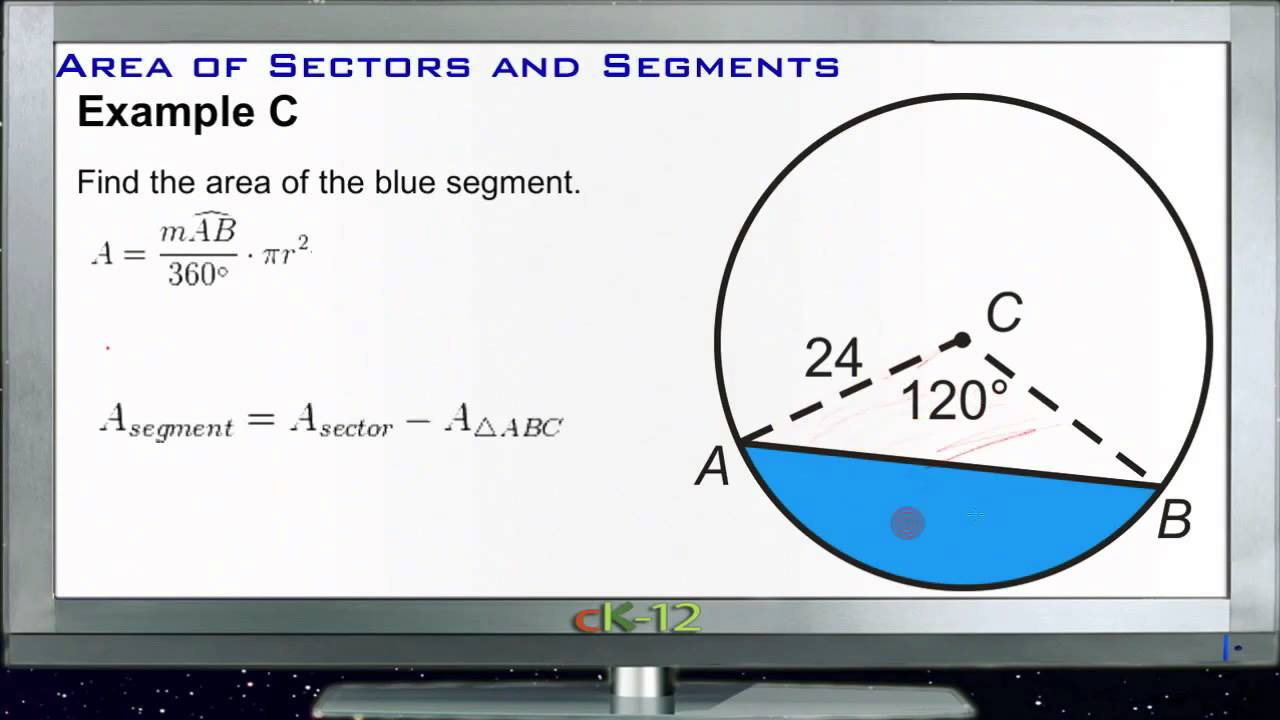 AREA OF SECTORS AND SEGMENTS
Example C
Find the area of the blue segment.
A = mAB/360° · πr²
A_segment = A_sector − A_△ABC
C
24
120°
A
B
cK-12